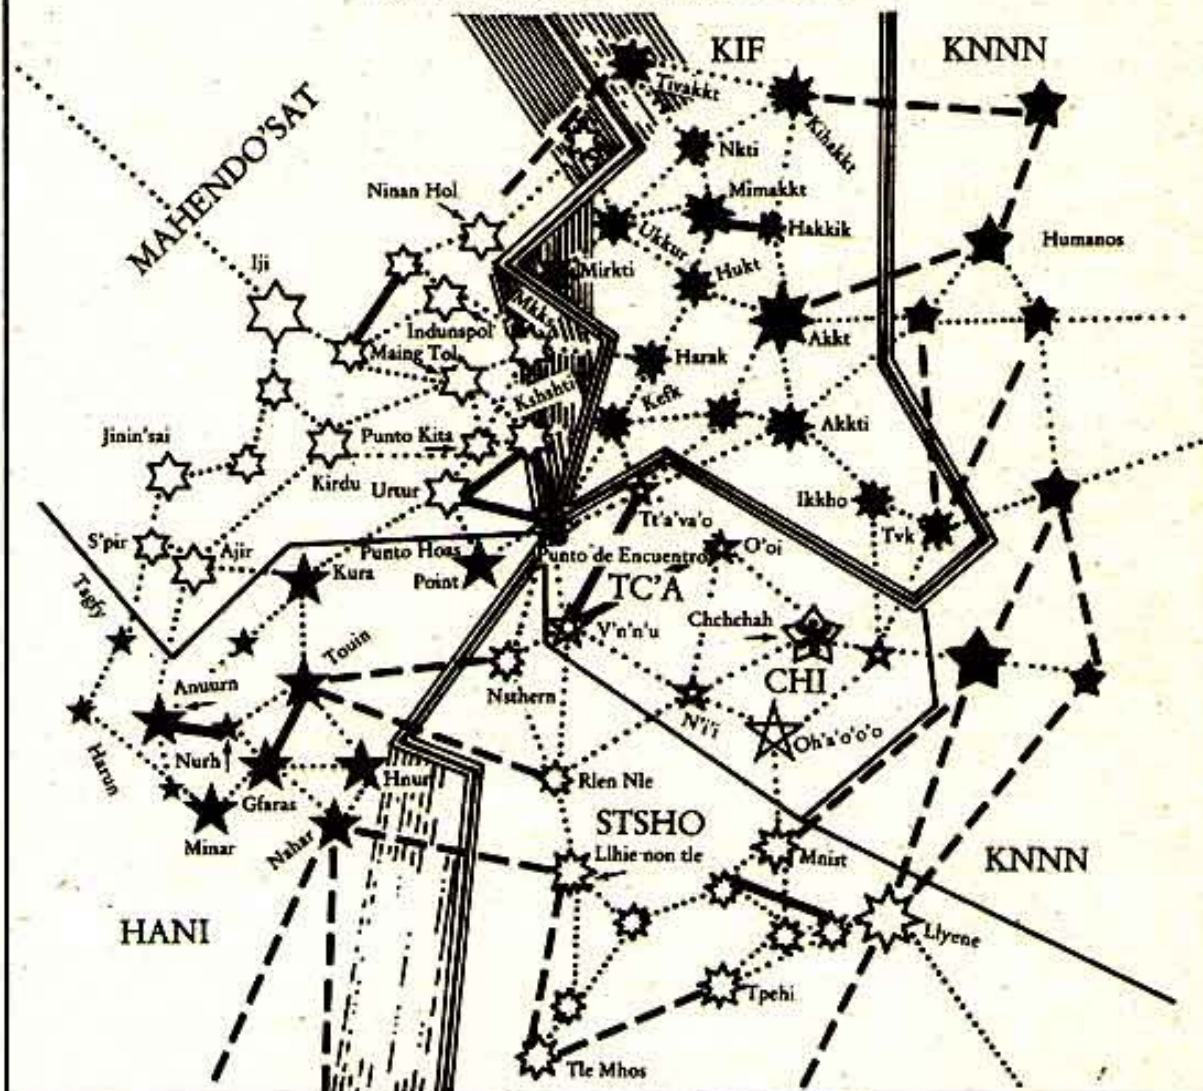 KIF
KNNN
Tivakkt
Kihakkt
MAHENDO'SAT
Nkti
Ninan Hol
Mimakkt
Ukkur
Hakkik
Humanos
Iji
Mirkti
Hukt
Mkks
Indunspol
Akkt
Maing Tol
Harak
Kshshti
Kefk
Jinin'sai
Punto Kita
Akkti
Kirdu
Urtur
Ikkho
S'pir
Ajir
Tt'a'va'o
Tvk
Punto Hoas
Point
Punto de Encuentro
O'oi
Kura
Tagfy
TC'A
Chchchah
V'n'n'u
Touin
Anuurn
Nsthern
CHI
N'i'i
Oh'a'o'o'o
Harun
Nurh
Hnur
Rlen Nle
Gfaras
STSHO
Minar
Nahar
Llhie non tle
Mnist
KNNN
HANI
Llyene
Tpehi
Tle Mhos